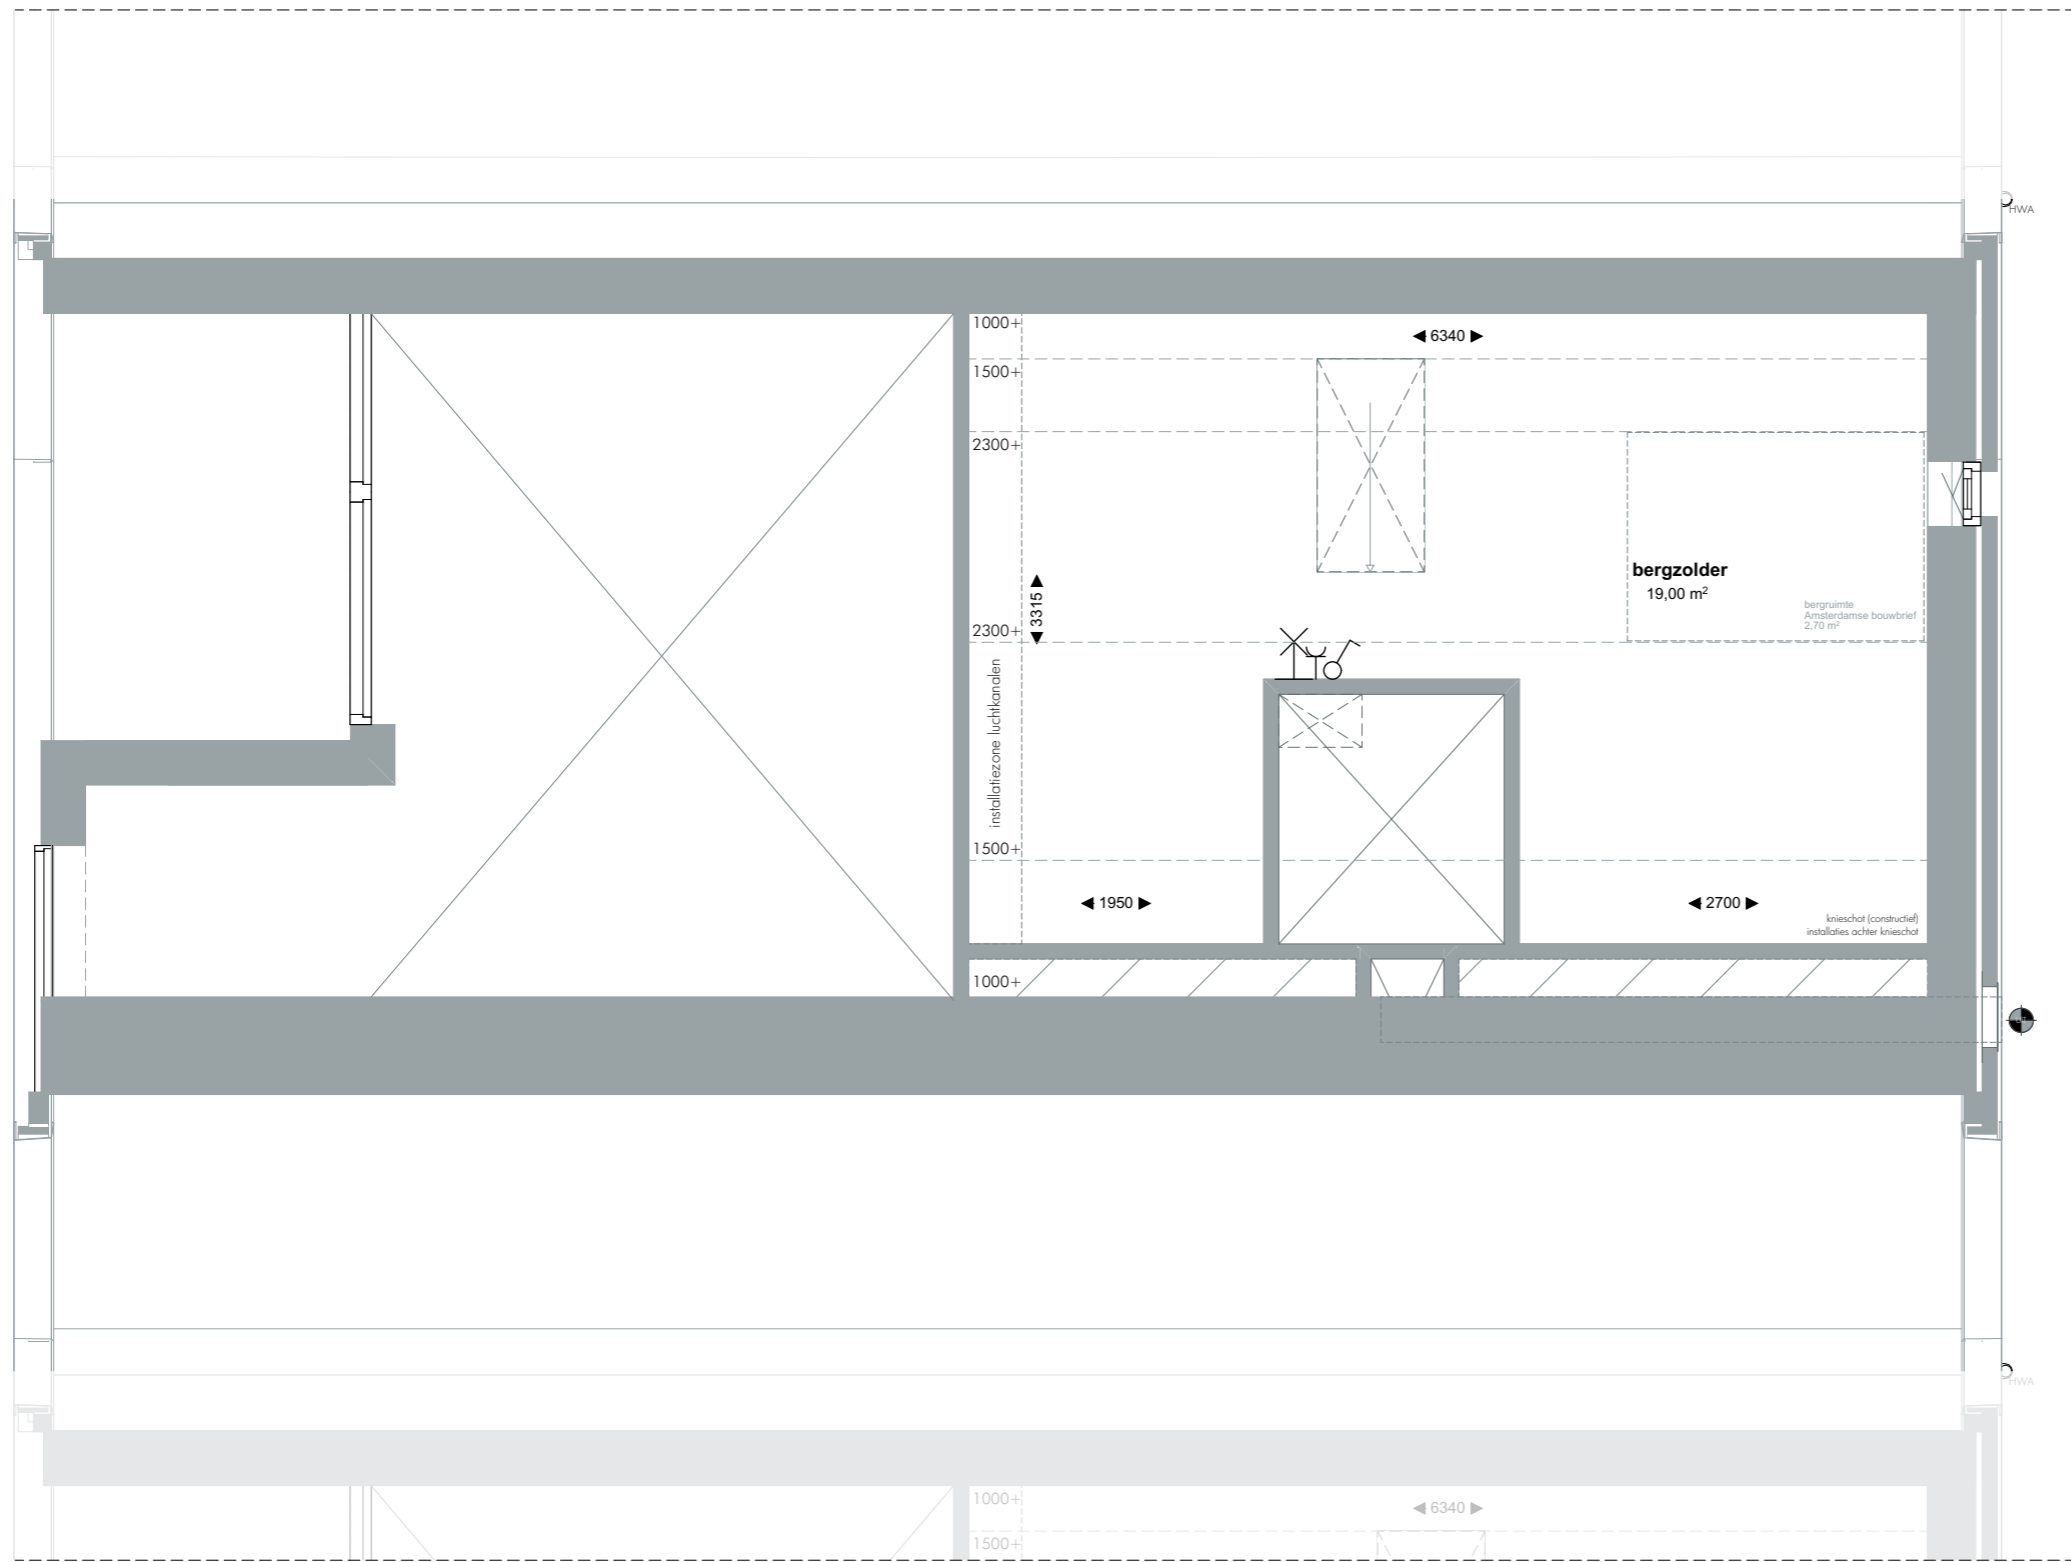 HWA
1000+
6340
1500+
2300+
bergzolder
19,00 m²
bergruimte
Amsterdamse bouwbrief
2,70 m²
3315
2300+
installatiezone luchtkanalen
1500+
1950
2700
knieschot (constructief)
installaties achter knieschot
1000+
HWA
1000+
6340
1500+